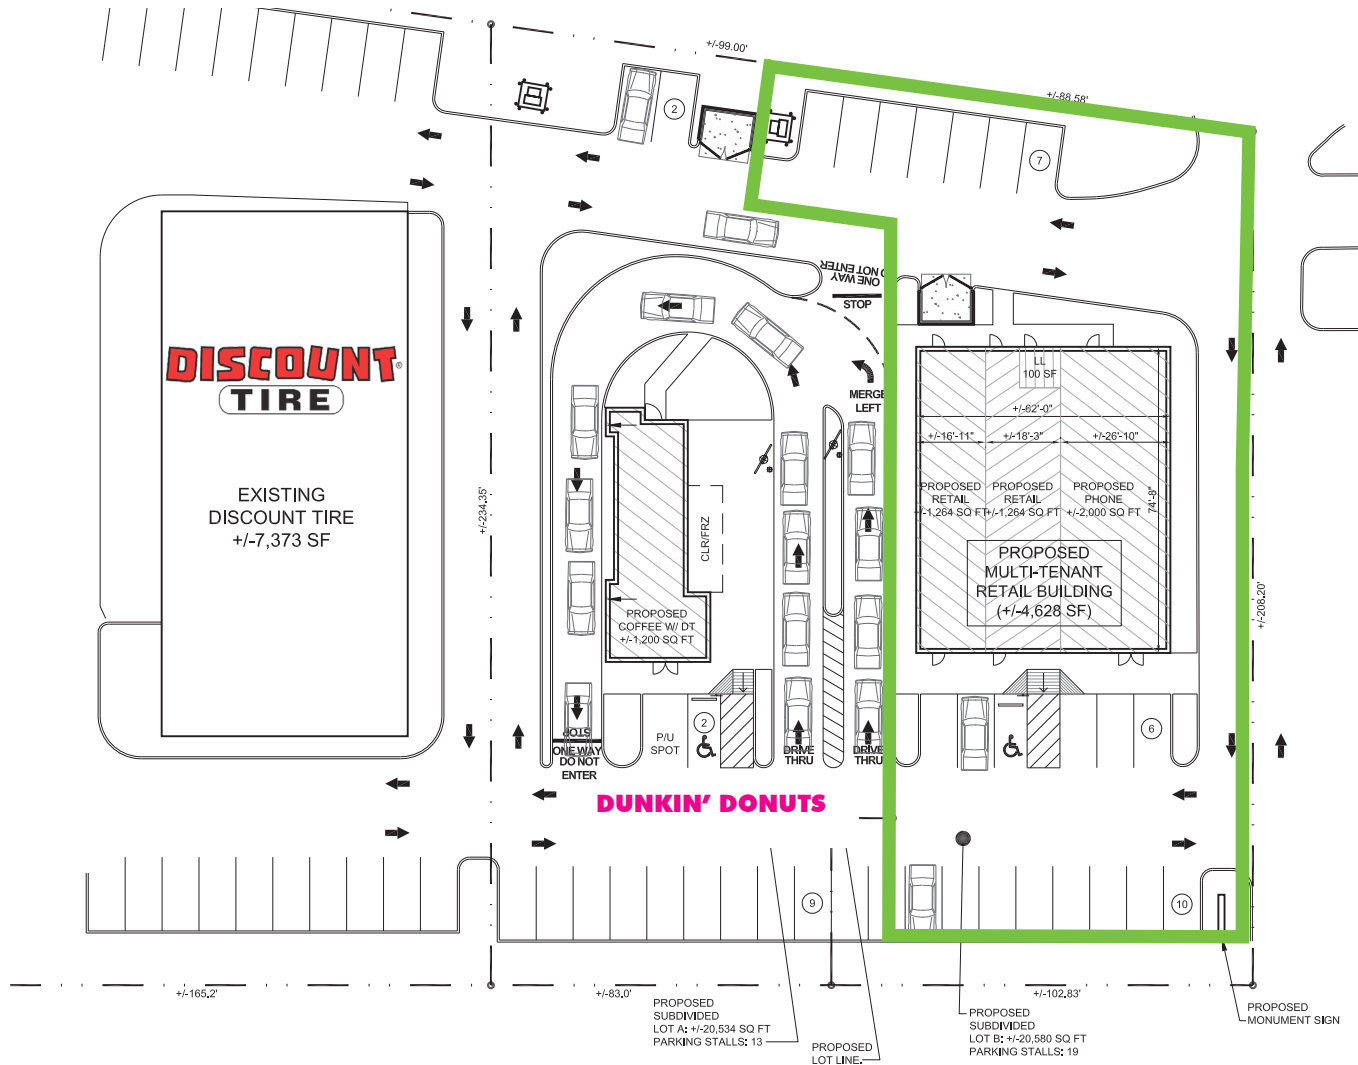 +/-99.00'
+/-88.58'
2
7
ONE WAY
DO NOT ENTER
STOP
MERGE
LEFT
DISCOUNT®
TIRE
EXISTING
DISCOUNT TIRE
+/-7,373 SF
+/-234.35'
CLR/FRZ
PROPOSED
COFFEE W/ DT
+/-1,200 SQ FT
LL
100 SF
+/-62'-0"
+/-16'-11"
+/-18'-3"
+/-26'-10"
74'-8"
PROPOSED
RETAIL
+/-1,264 SQ FT
PROPOSED
RETAIL
+/-1,264 SQ FT
PROPOSED
PHONE
+/-2,000 SQ FT
PROPOSED
MULTI-TENANT
RETAIL BUILDING
(+/-4,628 SF)
+/-208.20'
STOP
ONE WAY
DO NOT
ENTER
P/U
SPOT
2
DRIVE
THRU
DRIVE
THRU
6
DUNKIN' DONUTS
9
10
+/-165.2'
+/-83.0'
+/-102.83'
PROPOSED
SUBDIVIDED
LOT A: +/-20,534 SQ FT
PARKING STALLS: 13
PROPOSED
LOT LINE
PROPOSED
SUBDIVIDED
LOT B: +/-20,580 SQ FT
PARKING STALLS: 19
PROPOSED
MONUMENT SIGN